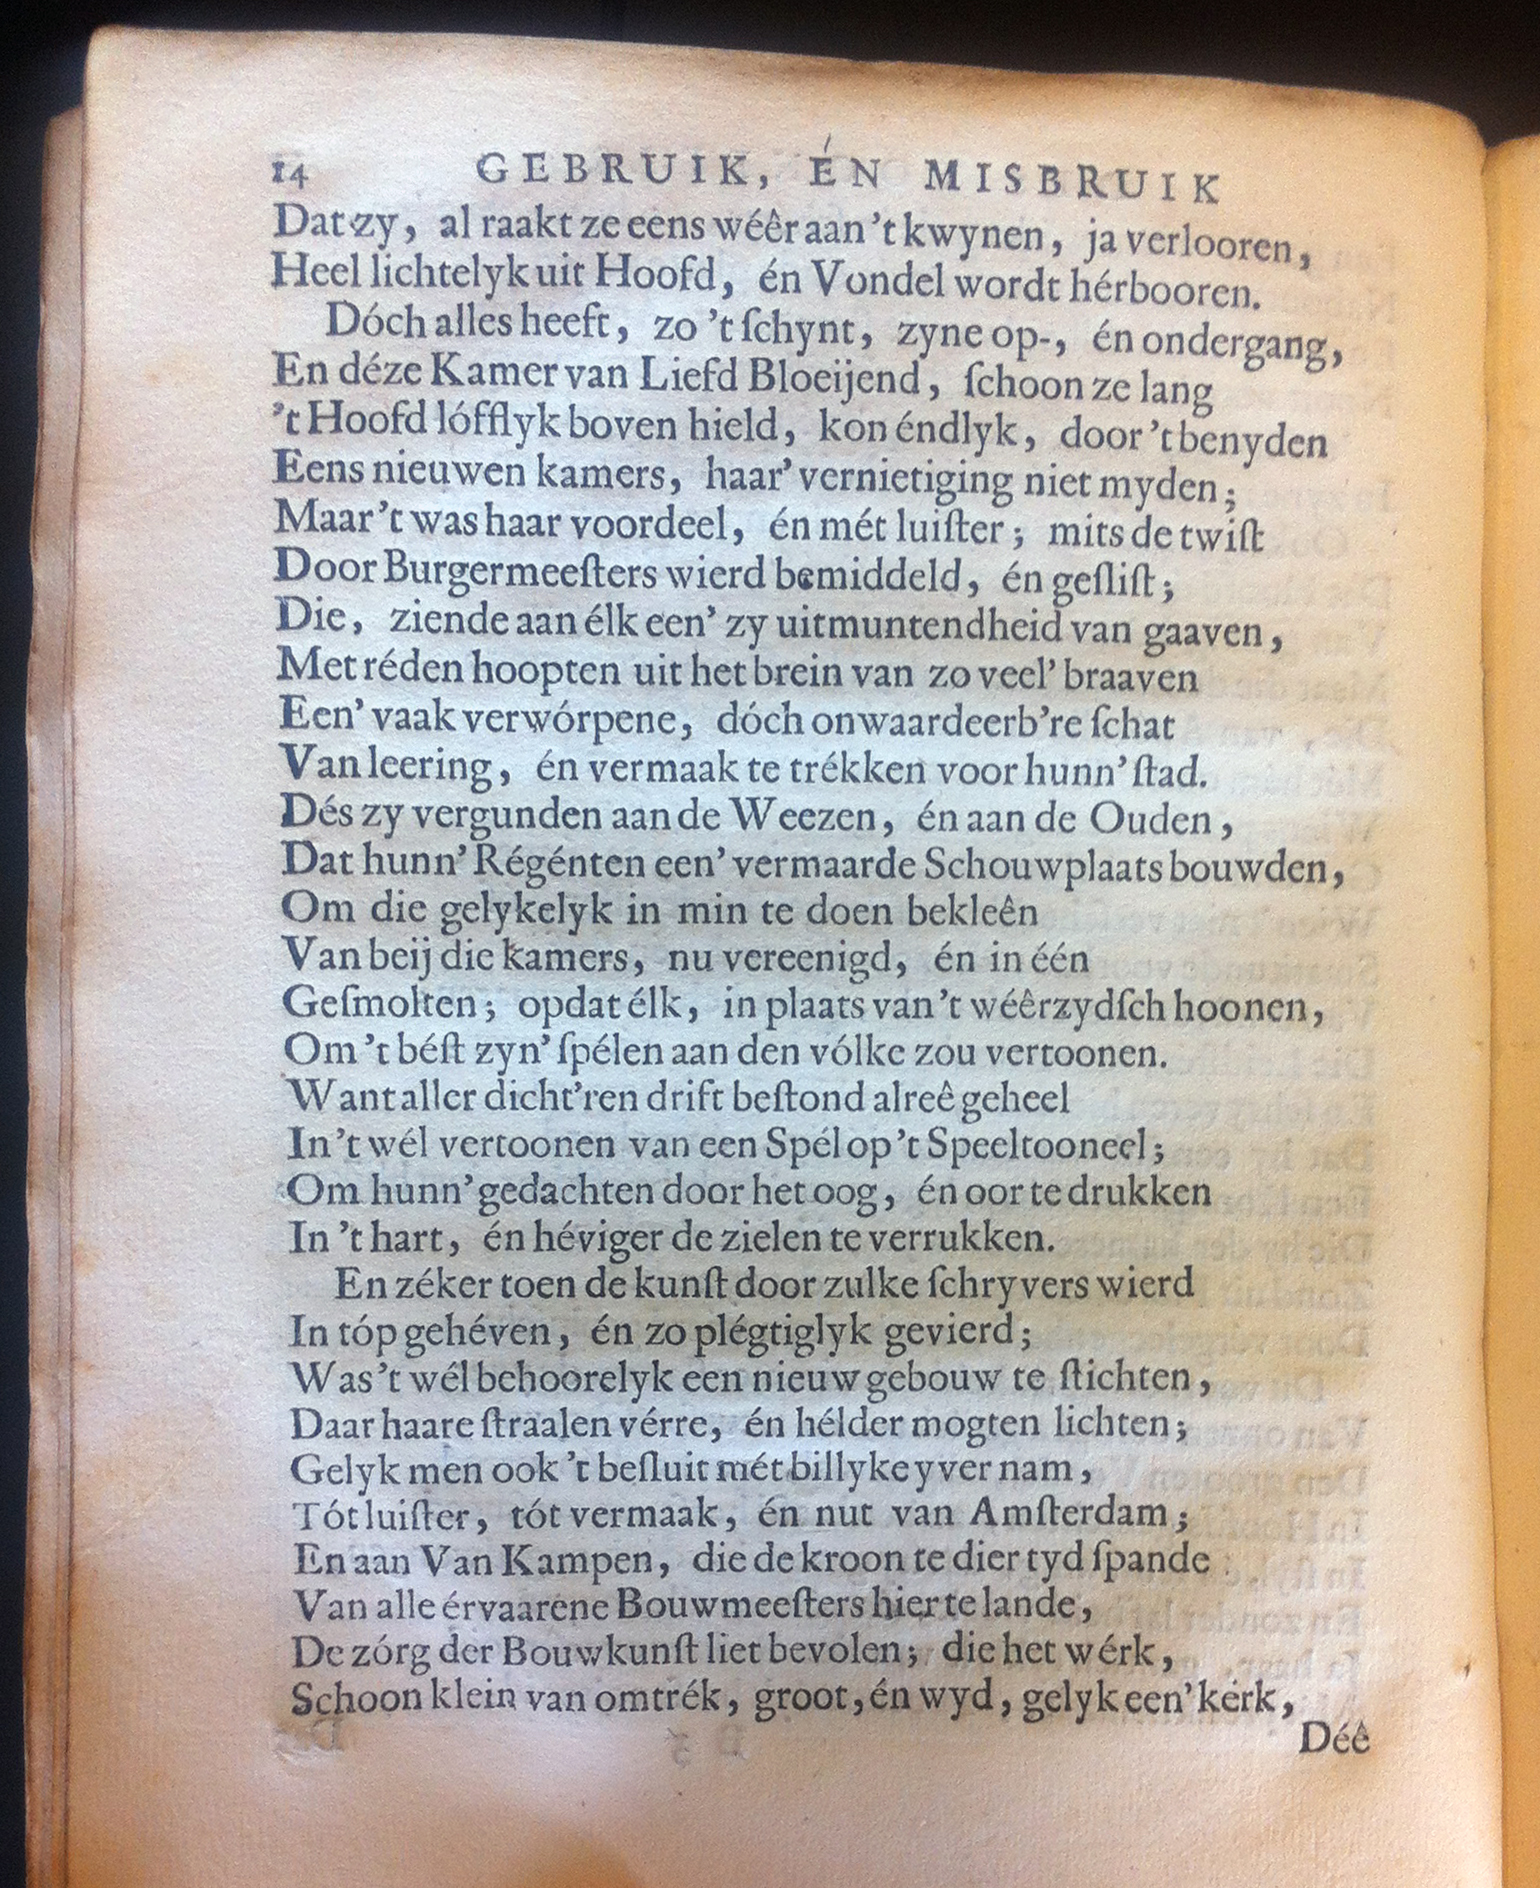 14 GEBRUIK, ÉN MISBRUIK
Dat zy, al raakt ze eens wéêr aan 't kwynen, ja verlooren,
Heel lichtelyk uit Hoofd, én Vondel wordt hérbooren.
Dóch alles heeft, zo 't ſchynt, zyne op-, én ondergang,
En déze Kamer van Liefd Bloeijend, ſchoon ze lang
't Hoofd lófflyk boven hield, kon éndlyk, door 't benyden
Eens nieuwen kamers, haar' vernietiging niet myden;
Maar 't was haar voordeel, én mét luiſter; mits de twiſt
Door Burgermeeſters wierd bemiddeld, én geſliſt;
Die, ziende aan élk een' zy uitmuntendheid van gaaven,
Met réden hoopten uit het brein van zo veel' braaven
Een' vaak verwórpene, dóch onwaardeerb're ſchat
Van leering, én vermaak te trékken voor hunn' ſtad.
Dés zy vergunden aan de Weezen, én aan de Ouden,
Dat hunn' Régénten een' vermaarde Schouwplaats bouwden,
Om die gelykelyk in min te doen bekleên
Van beij die kamers, nu vereenigd, én in één
Geſmolten; opdat élk, in plaats van 't wéêrzydſch hoonen,
Om 't béſt zyn' ſpélen aan den vólke zou vertoonen.
Want aller dicht'ren drift beſtond alreê geheel
In 't wél vertoonen van een Spél op 't Speeltooneel;
Om hunn' gedachten door het oog, én oor te drukken
In 't hart, én héviger de zielen te verrukken.
En zéker toen de kunſt door zulke ſchryvers wierd
In tóp gehéven, én zo plégtiglyk gevierd;
Was 't wél behoorelyk een nieuw gebouw te ſtichten,
Daar haare ſtraalen vérre, én hélder mogten lichten;
Gelyk men ook 't beſluit mét billyke yver nam,
Tót luiſter, tót vermaak, én nut van Amſterdam;
En aan Van Kampen, die de kroon te dier tyd ſpande
Van alle érvaarene Bouwmeeſters hier te lande,
De zórg der Bouwkunſt liet bevolen; die het wérk,
Schoon klein van omtrék, groot, én wyd, gelyk een' kerk,
Déê